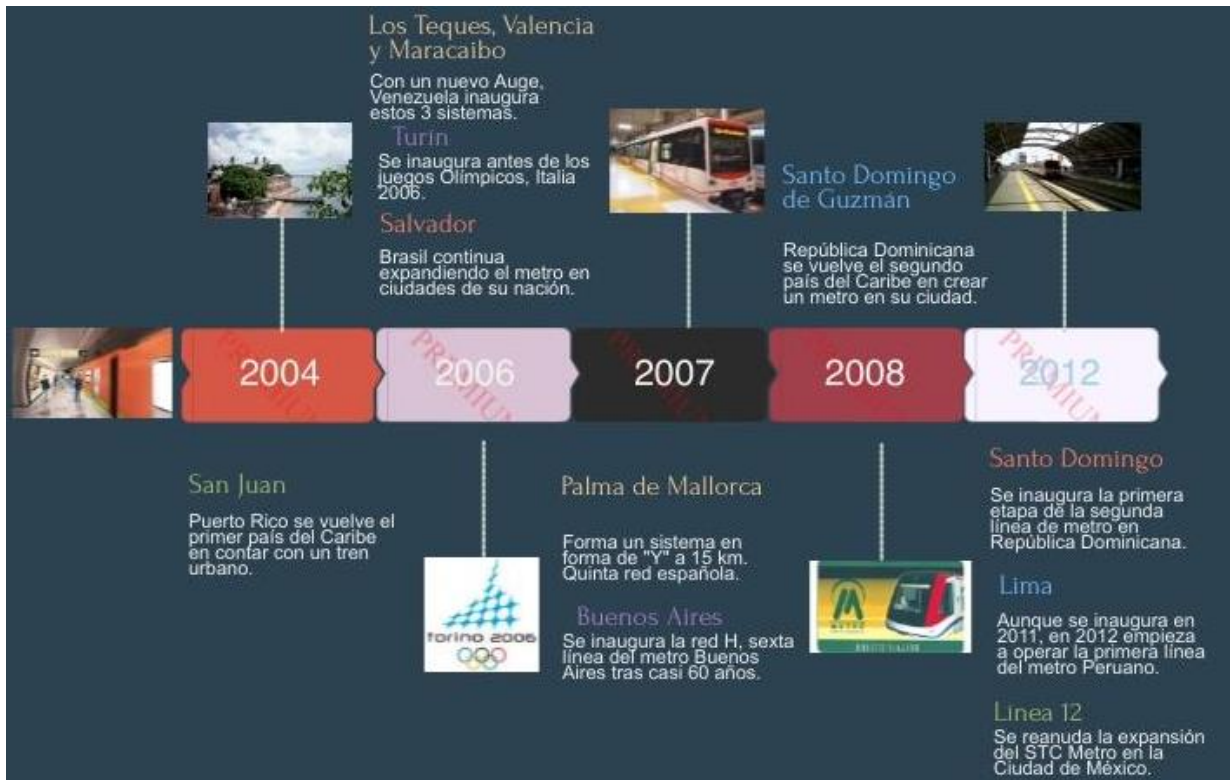 Los Teques, Valencia
y Maracaibo
Con un nuevo Auge,
Venezuela inaugura
estos 3 sistemas.
Turín
Se inaugura antes de los
juegos Olímpicos, Italia
2006.
Salvador
Brasil continua
expandiendo el metro en
ciudades de su nación.
Santo Domingo
de Guzmán
República Dominicana
se vuelve el segundo
país del Caribe en crear
un metro en su ciudad.
2004
2006
2007
2008
2012
PREMIUM
PREMIUM
PREMIUM
PREMIUM
San Juan
Puerto Rico se vuelve el
primer país del Caribe
en contar con un tren
urbano.
torino 2006
Palma de Mallorca
Forma un sistema en
forma de "Y" a 15 km.
Quinta red española.
Buenos Aires
Se inaugura la red H, sexta
línea del metro Buenos
Aires tras casi 60 años.
METRO
Santo Domingo
Se inaugura la primera
etapa de la segunda
línea de metro en
República Dominicana.
Lima
Aunque se inaugura en
2011, en 2012 empieza
a operar la primera línea
del metro Peruano.
Línea 12
Se reanuda la expansión
del STC Metro en la
Ciudad de México.